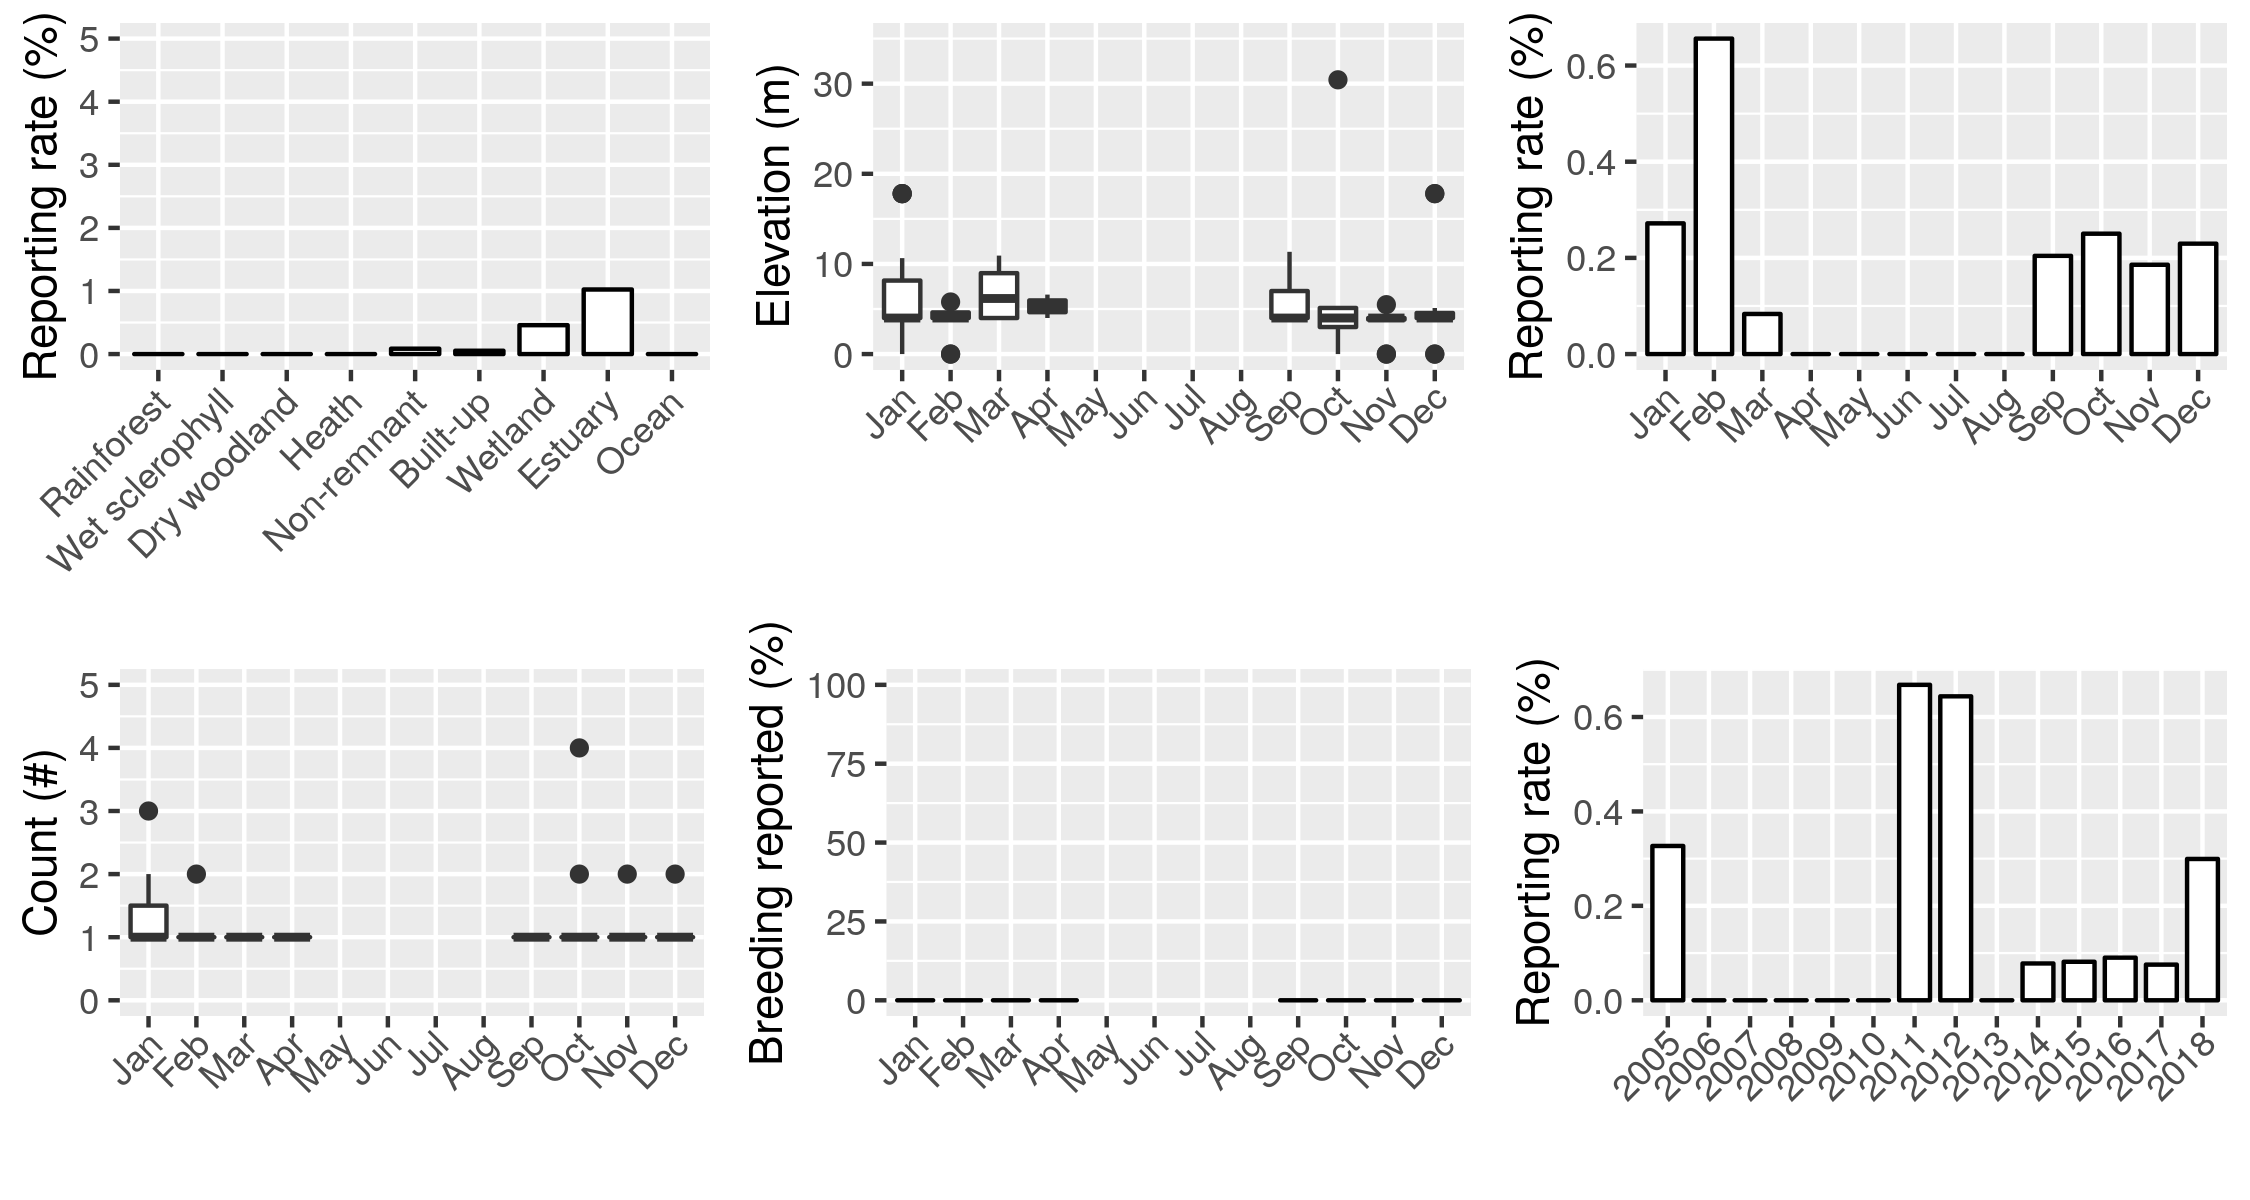 Reporting rate (%)
5
4
3
2
1
0
Rainforest
Wet sclerophyll
Dry woodland
Heath
Non-remnant
Built-up
Wetland
Estuary
Ocean
Elevation (m)
30
20
10
0
Jan
Feb
Mar
Apr
May
Jun
Jul
Aug
Sep
Oct
Nov
Dec
Reporting rate (%)
0.6
0.4
0.2
0.0
Jan
Feb
Mar
Apr
May
Jun
Jul
Aug
Sep
Oct
Nov
Dec
Count (#)
5
4
3
2
1
0
Jan
Feb
Mar
Apr
May
Jun
Jul
Aug
Sep
Oct
Nov
Dec
Breeding reported (%)
100
75
50
25
0
Jan
Feb
Mar
Apr
May
Jun
Jul
Aug
Sep
Oct
Nov
Dec
Reporting rate (%)
0.6
0.4
0.2
0.0
2005
2006
2007
2008
2009
2010
2011
2012
2013
2014
2015
2016
2017
2018